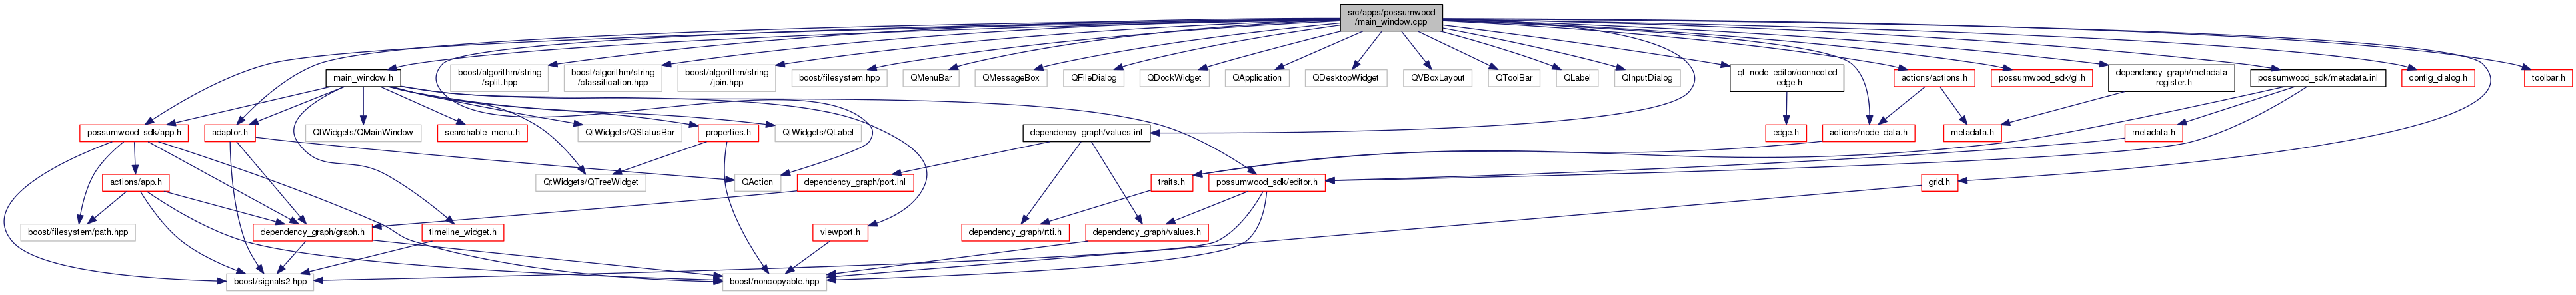 src/apps/possumwood
/main_window.cpp
main_window.h
boost/algorithm/string
/split.hpp
boost/algorithm/string
/classification.hpp
boost/algorithm/string
/join.hpp
boost/filesystem.hpp
QMenuBar
QMessageBox
QFileDialog
QDockWidget
QApplication
QDesktopWidget
QVBoxLayout
QToolBar
QLabel
QInputDialog
qt_node_editor/connected
_edge.h
actions/actions.h
possumwood_sdk/gl.h
dependency_graph/metadata
_register.h
possumwood_sdk/metadata.inl
config_dialog.h
toolbar.h
possumwood_sdk/app.h
adaptor.h
QtWidgets/QMainWindow
searchable_menu.h
QtWidgets/QStatusBar
properties.h
QtWidgets/QLabel
dependency_graph/values.inl
edge.h
actions/node_data.h
metadata.h
metadata.h
actions/app.h
QtWidgets/QTreeWidget
QAction
dependency_graph/port.inl
traits.h
possumwood_sdk/editor.h
grid.h
boost/filesystem/path.hpp
dependency_graph/graph.h
timeline_widget.h
viewport.h
dependency_graph/rtti.h
dependency_graph/values.h
boost/signals2.hpp
boost/noncopyable.hpp